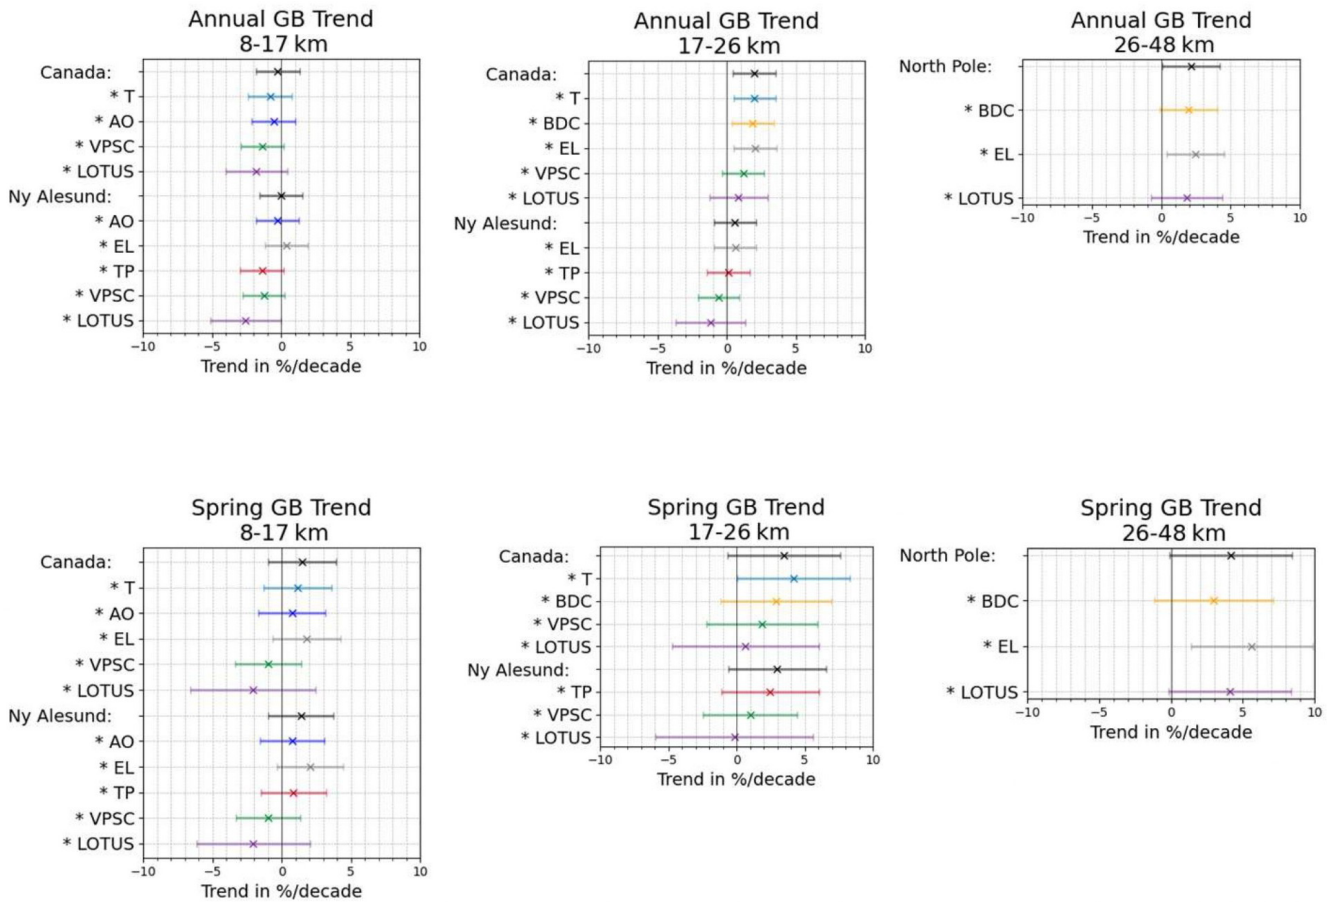 Annual GB Trend
8-17 km
Canada:
* T
* AO
* VPSC
* LOTUS
Ny Alesund:
* AO
* EL
* TP
* VPSC
* LOTUS
−10 −5 0 5 10
Trend in %/decade
Annual GB Trend
17-26 km
Canada:
* T
* BDC
* EL
* VPSC
* LOTUS
Ny Alesund:
* EL
* TP
* VPSC
* LOTUS
−10 −5 0 5 10
Trend in %/decade
Annual GB Trend
26-48 km
North Pole:
* BDC
* EL
* LOTUS
−10 −5 0 5 10
Trend in %/decade
Spring GB Trend
8-17 km
Canada:
* T
* AO
* EL
* VPSC
* LOTUS
Ny Alesund:
* AO
* EL
* TP
* VPSC
* LOTUS
−10 −5 0 5 10
Trend in %/decade
Spring GB Trend
17-26 km
Canada:
* T
* BDC
* VPSC
* LOTUS
Ny Alesund:
* TP
* VPSC
* LOTUS
−10 −5 0 5 10
Trend in %/decade
Spring GB Trend
26-48 km
North Pole:
* BDC
* EL
* LOTUS
−10 −5 0 5 10
Trend in %/decade